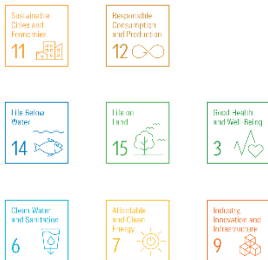 Sustainable
Cities and
Economies
11
Responsible
Consumption
and Production
12
Life Below
Water
14
Life on
Land
15
Good Health
and Well-Being
3
Clean Water
and Sanitation
6
Affordable
and Clean
Energy
7
Industry,
Innovation and
Infrastructure
9